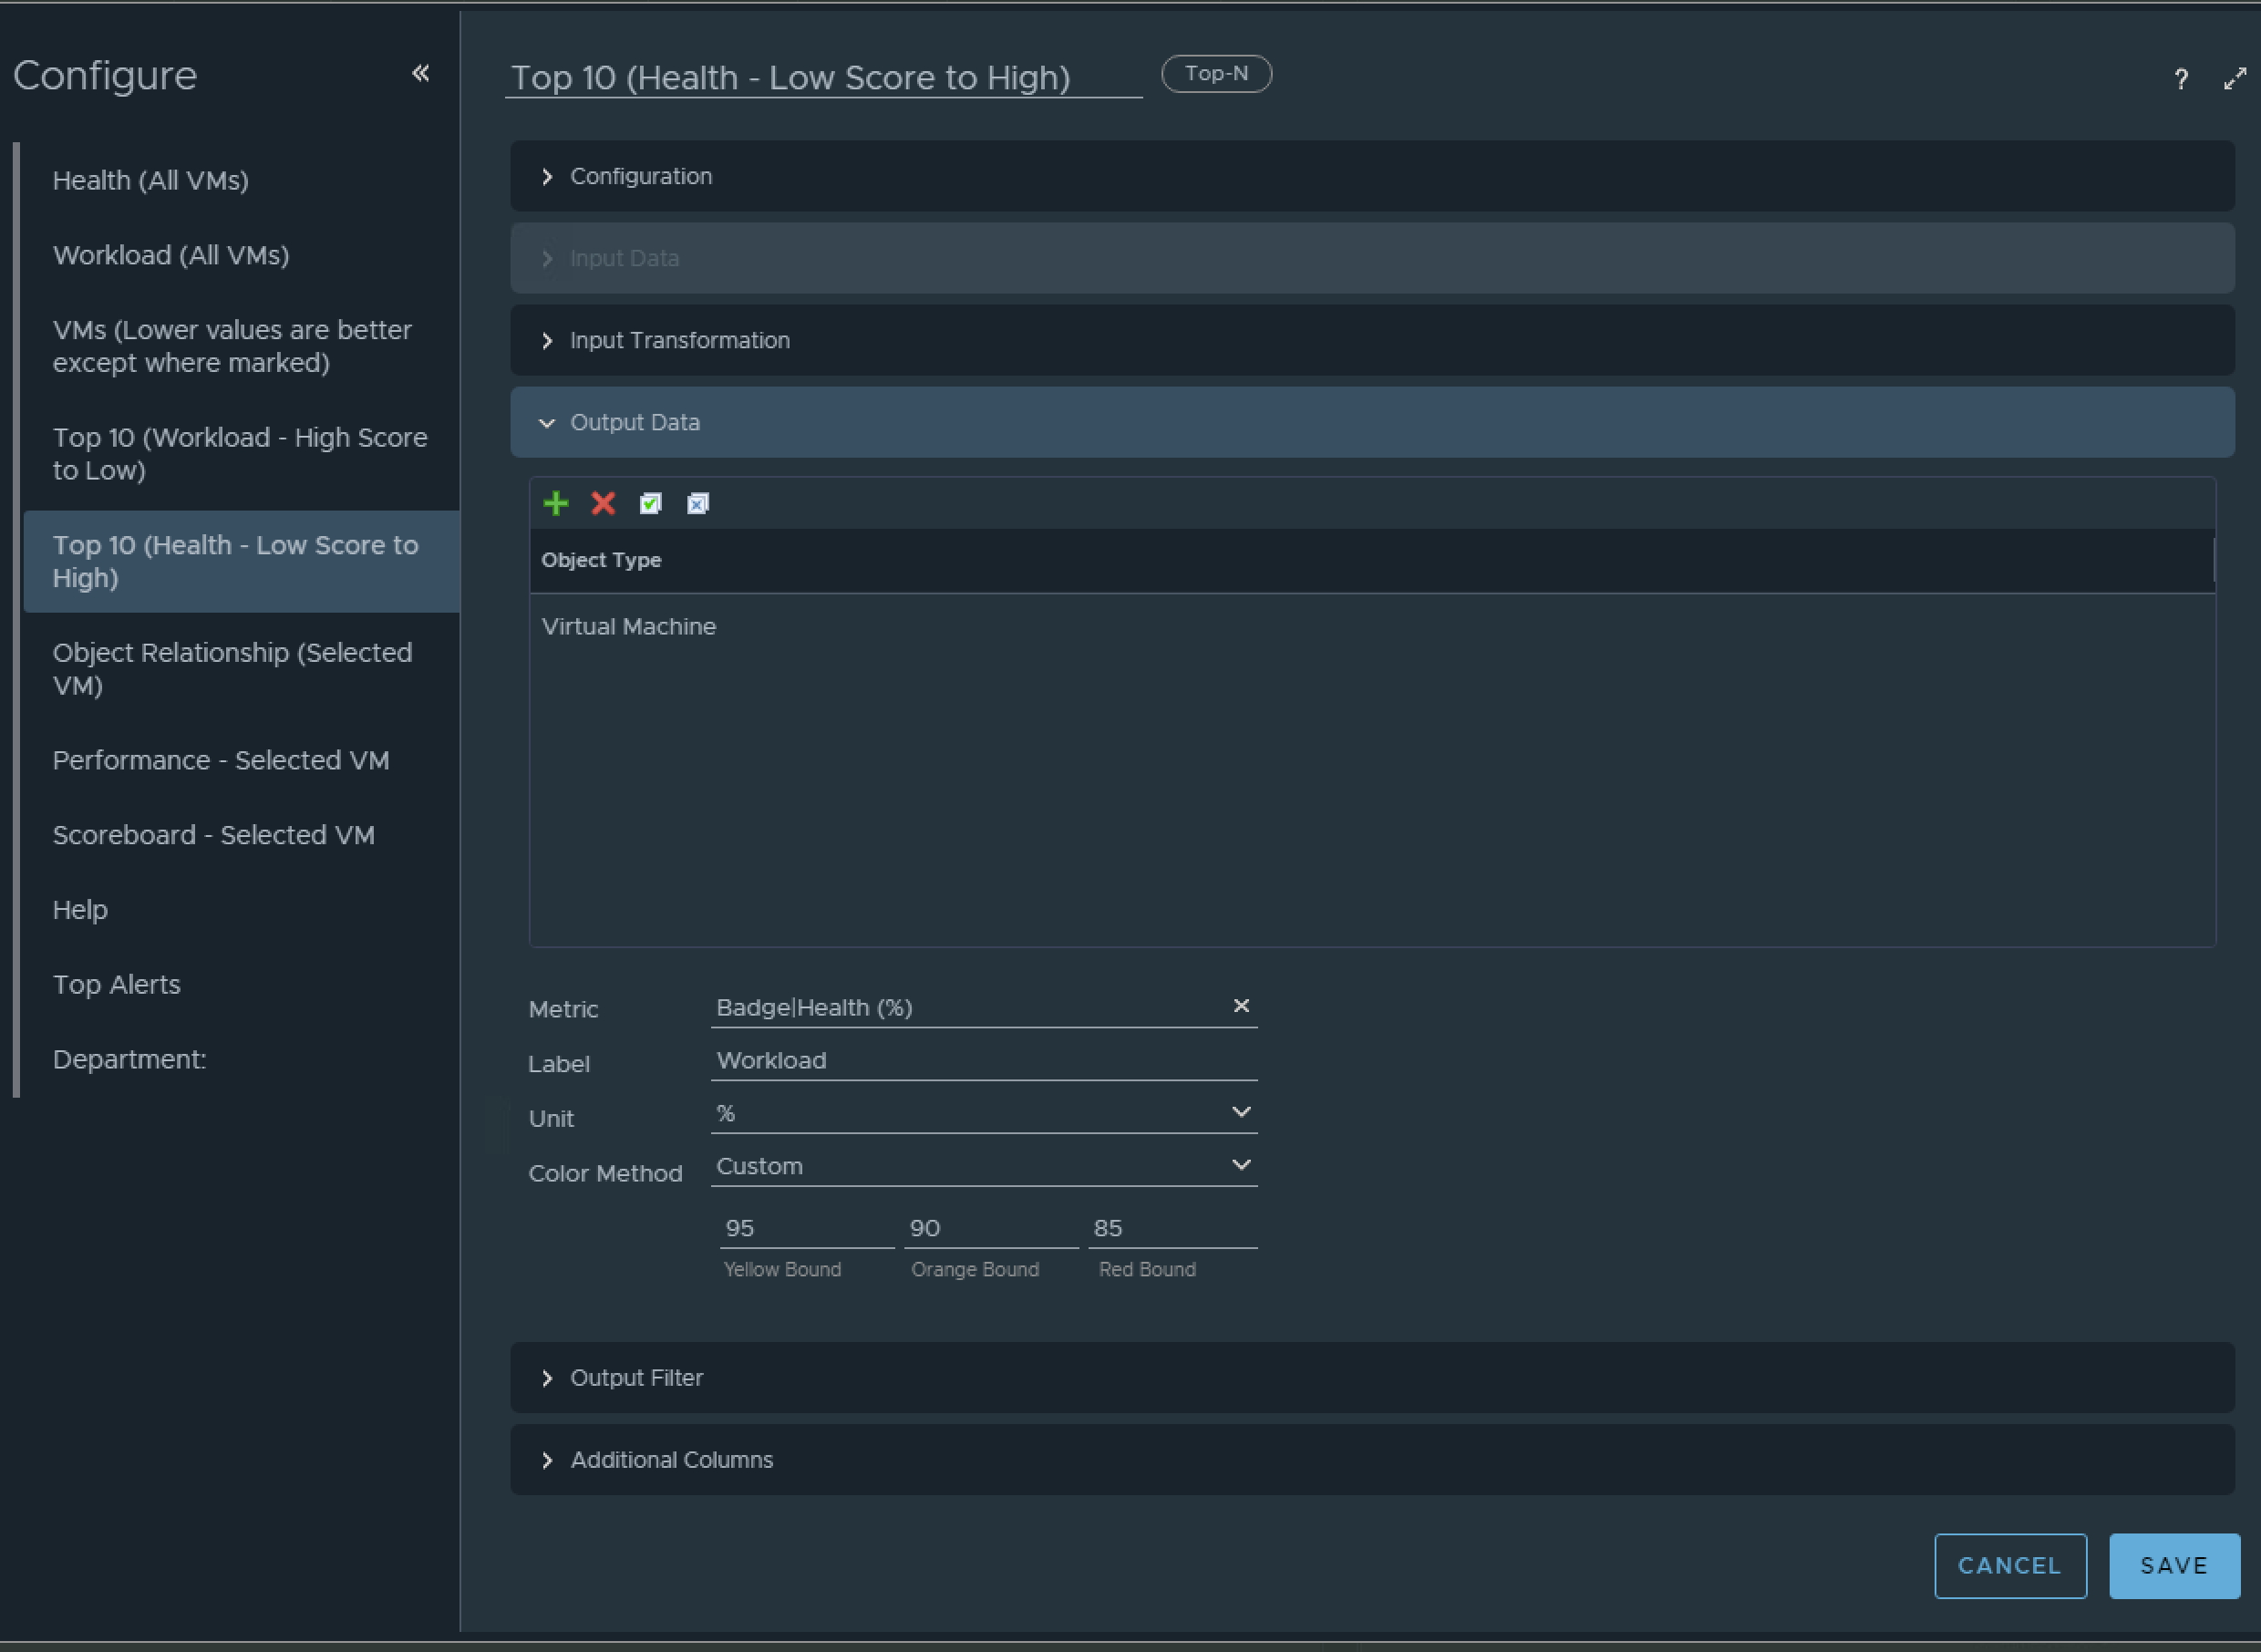 Configure
Health (All VMs)
Workload (All VMs)
VMs (Lower values are better
except where marked)
Top 10 (Workload - High Score
to Low)
Top 10 (Health - Low Score to
High)
Object Relationship (Selected
VM)
Performance - Selected VM
Scoreboard - Selected VM
Help
Top Alerts
Department:
Top 10 (Health - Low Score to High) Top-N
?
Configuration
Input Data
Input Transformation
Output Data
Object Type
Virtual Machine
Metric Badge|Health (%)
Label Workload
Unit %
Color Method Custom
95 90 85
Yellow Bound Orange Bound Red Bound
Output Filter
Additional Columns
CANCEL SAVE